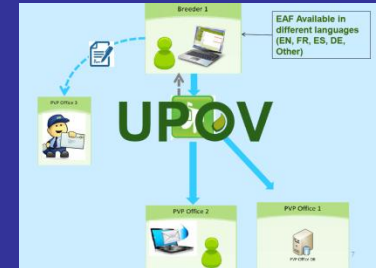 Breeder 1
EAF Available in
different languages
(EN, FR, ES, DE,
Other)
PVP Office 3
UPOV
PVP Office 2
PVP Office 1
PVP Office DB
7